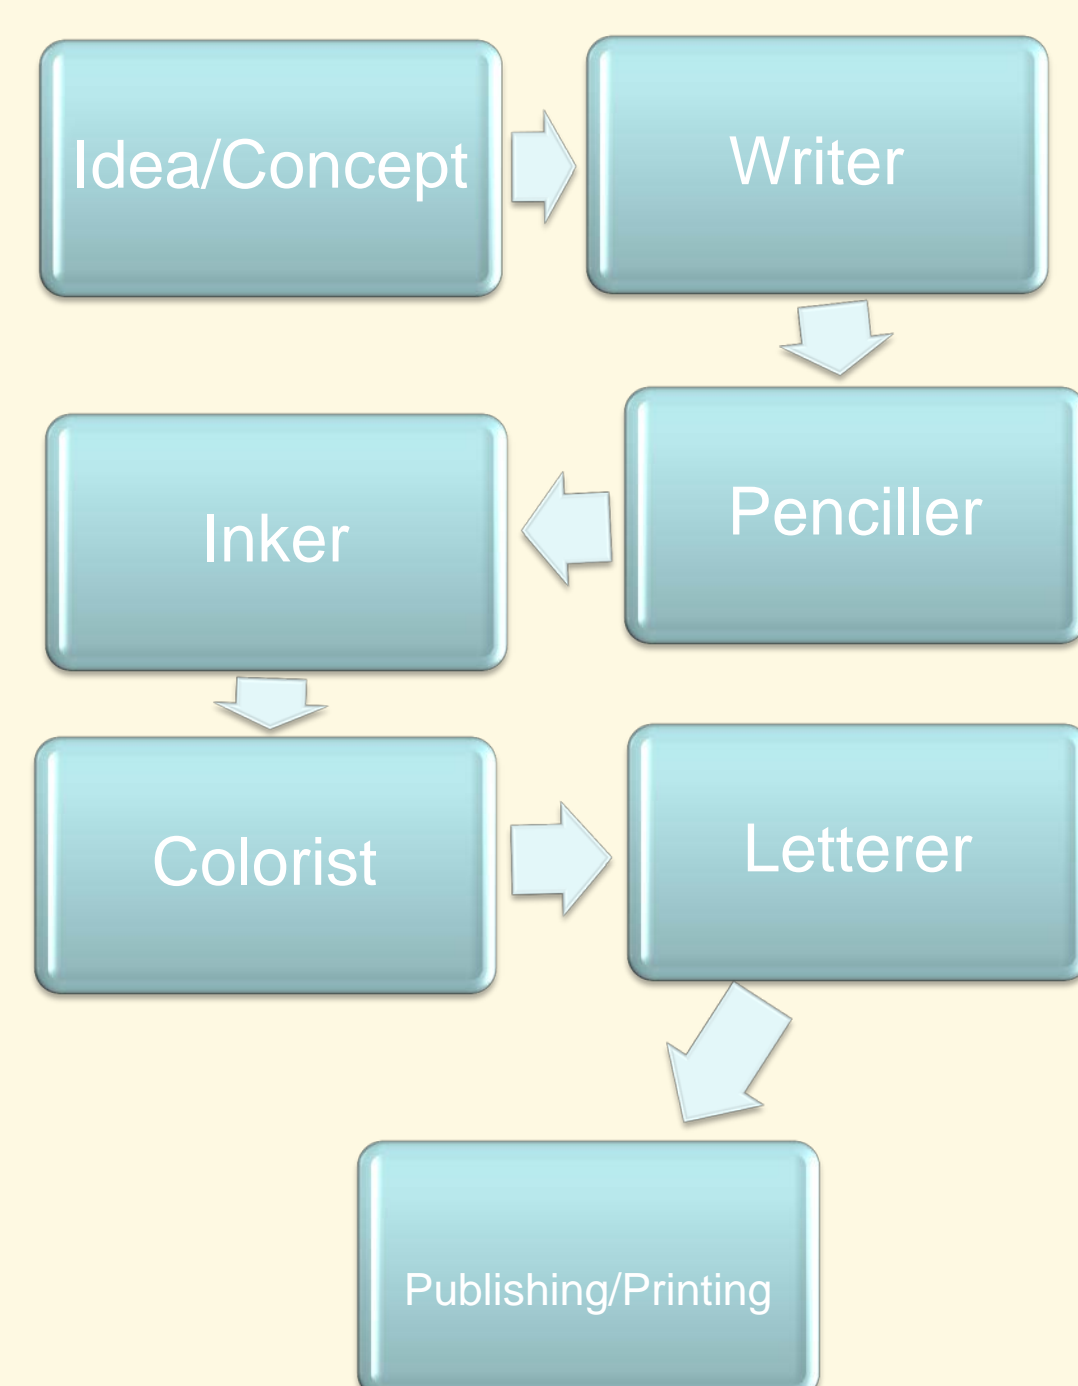 Idea/Concept
Writer
Penciller
Inker
Colorist
Letterer
Publishing/Printing